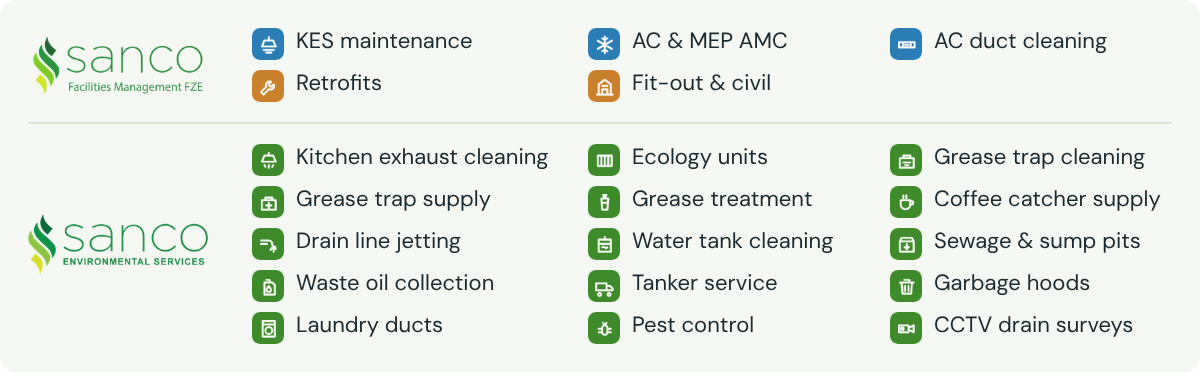 sanco
Facilities Management FZE
KES maintenance
AC & MEP AMC
AC duct cleaning
Retrofits
Fit-out & civil
sanco
ENVIRONMENTAL SERVICES
Kitchen exhaust cleaning
Ecology units
Grease trap cleaning
Grease trap supply
Grease treatment
Coffee catcher supply
Drain line jetting
Water tank cleaning
Sewage & sump pits
Waste oil collection
Tanker service
Garbage hoods
Laundry ducts
Pest control
CCTV drain surveys